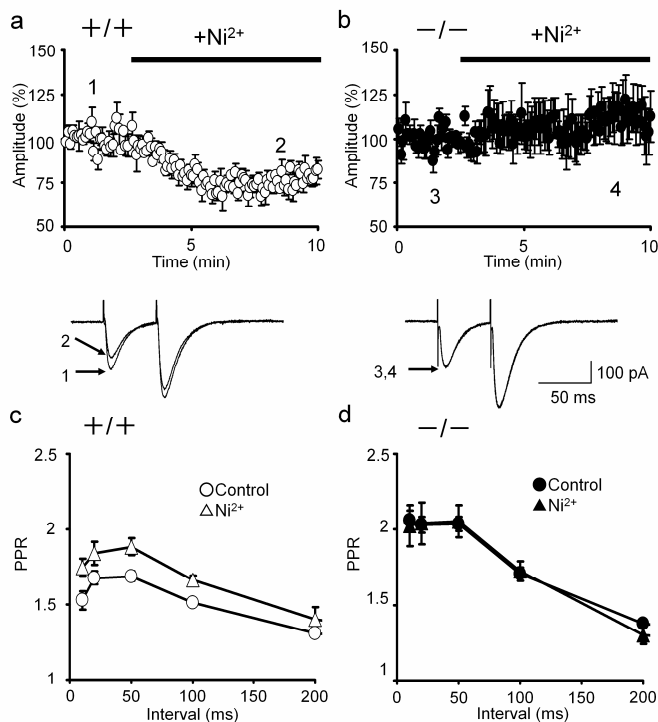 a
+/+
+Ni2+
150
125
100
75
50
Amplitude (%)
1
2
0
5
10
Time (min)
b
−/−
+Ni2+
150
125
100
75
50
Amplitude (%)
3
4
0
5
10
Time (min)
2
1
3,4
100 pA
50 ms
c
+/+
2.5
2
1.5
1
PPR
Control
Ni2+
0
50
100
150
200
Interval (ms)
d
−/−
2.5
2
1.5
1
PPR
Control
Ni2+
0
50
100
150
200
Interval (ms)